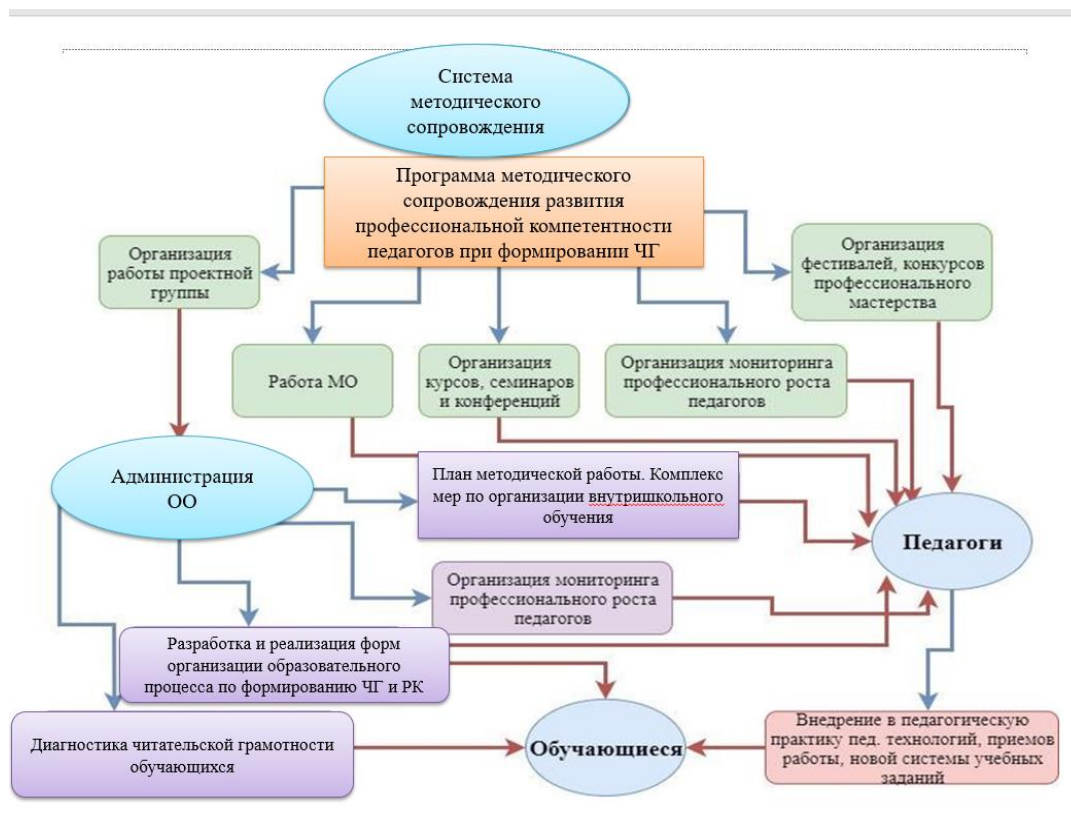 Система
методического
сопровождения
Программа методического
сопровождения развития
профессиональной компетентности
педагогов при формировании ЧГ
Организация
работы проектной
группы
Организация
фестивалей, конкурсов
профессионального
мастерства
Работа МО
Организация
курсов, семинаров
и конференций
Организация мониторинга
профессионального роста
педагогов
Администрация
ОО
План методической работы. Комплекс
мер по организации внутришкольного
обучения
Педагоги
Организация мониторинга
профессионального роста
педагогов
Разработка и реализация форм
организации образовательного
процесса по формированию ЧГ и РК
Диагностика читательской грамотности
обучающихся
Обучающиеся
Внедрение в педагогическую
практику пед. технологий, приемов
работы, новой системы учебных
заданий